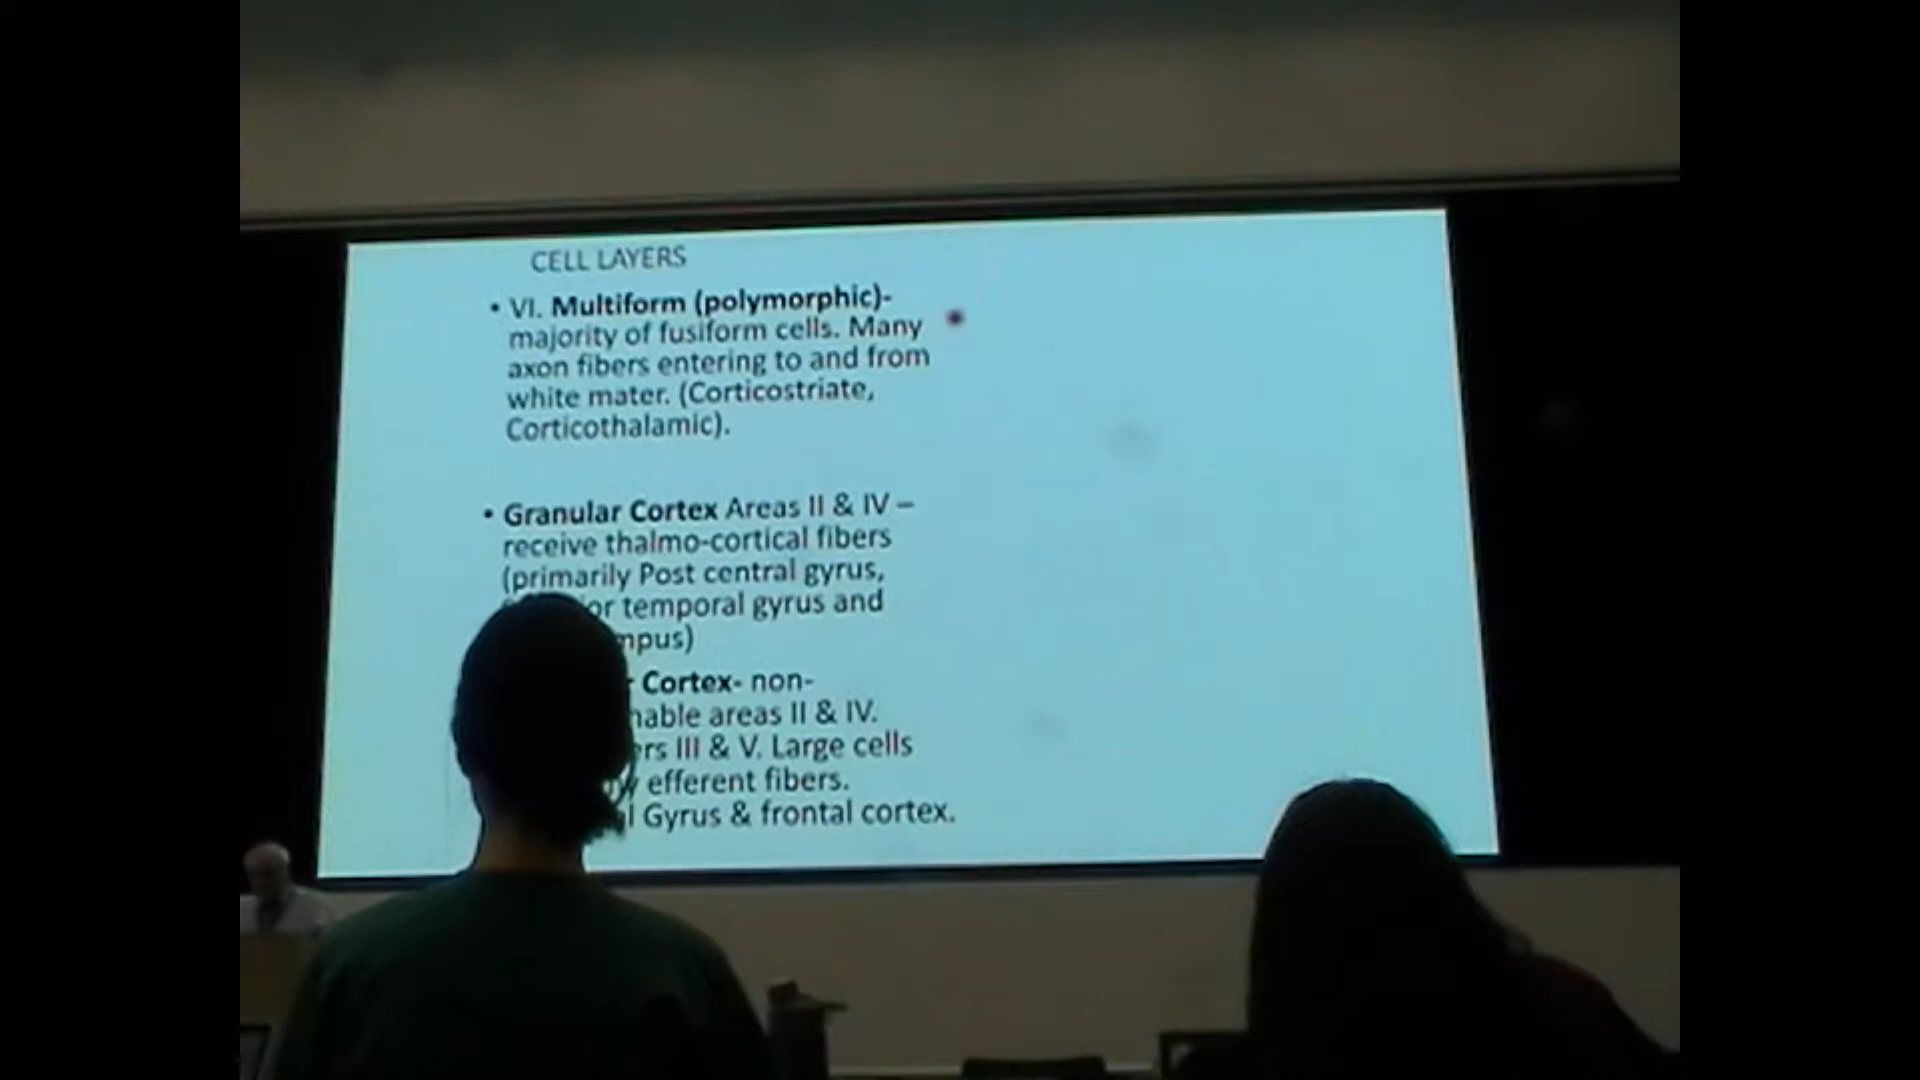 CELL LAYERS
• VI. Multiform (polymorphic)-
majority of fusiform cells. Many
axon fibers entering to and from
white mater. (Corticostriate,
Corticothalamic).
• Granular Cortex Areas II & IV –
receive thalmo-cortical fibers
(primarily Post central gyrus,
temporal gyrus and
Cortex- non-
areas II & IV.
III & V. Large cells
efferent fibers.
Gyrus & frontal cortex.